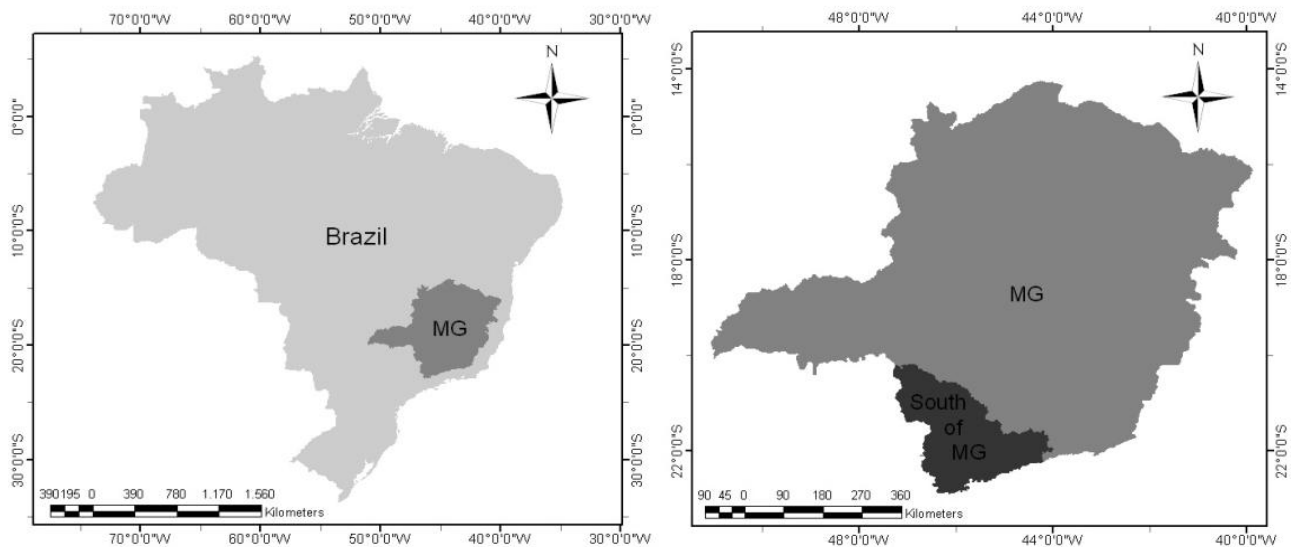 70°0'0"W 60°0'0"W 50°0'0"W 40°0'0"W 30°0'0"W
N
0°0'0"
10°0'0"S
20°0'0"S
30°0'0"S
Brazil
MG
390 195 0 390 780 1.170 1.560
Kilometers
70°0'0"W 60°0'0"W 50°0'0"W 40°0'0"W
0°0'0"
10°0'0"S
20°0'0"S
30°0'0"S
48°0'0"W 44°0'0"W 40°0'0"W
N
14°0'0"S
18°0'0"S
22°0'0"S
MG
South
of
MG
90 45 0 90 180 270 360
Kilometers
48°0'0"W 44°0'0"W 40°0'0"W
14°0'0"S
18°0'0"S
22°0'0"S